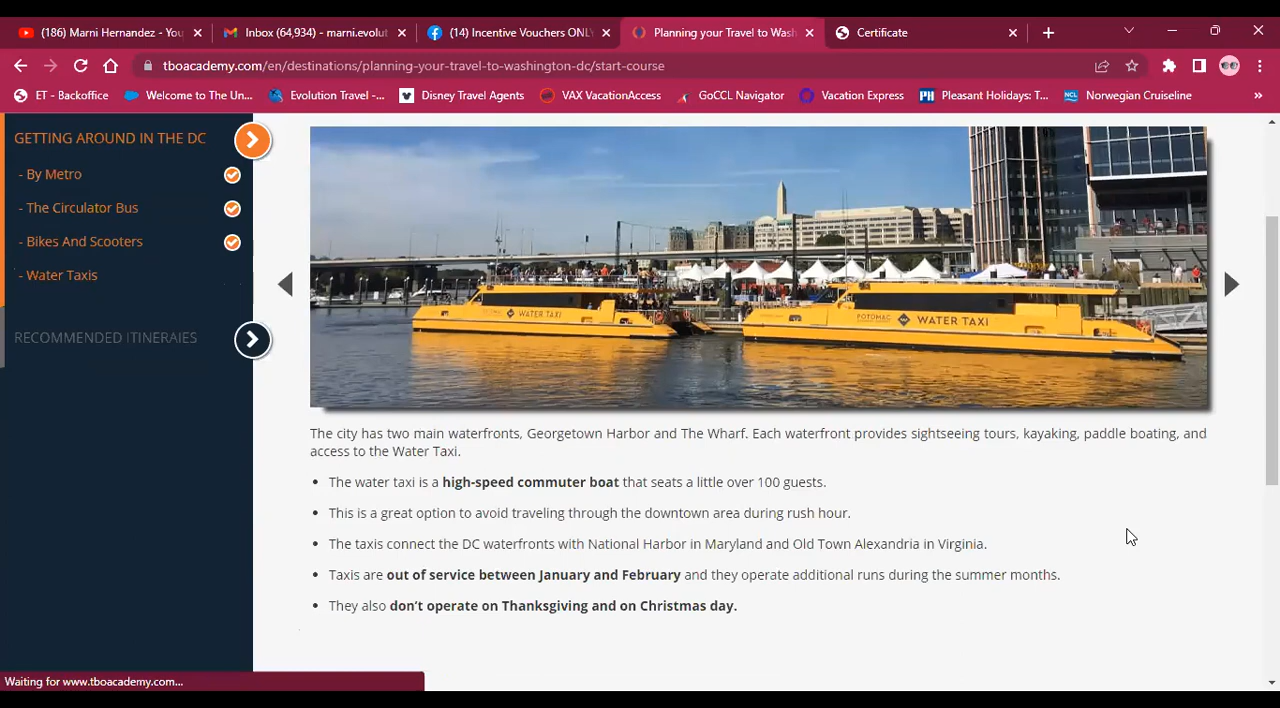 (186) Marni Hernandez - You
Inbox (64,934) - marni.evolut
(14) Incentive Vouchers ONL
Planning your Travel to Wash
Certificate
tboacademy.com/en/destinations/planning-your-travel-to-washington-dc/start-course
ET - Backoffice
Welcome to The Un...
Evolution Travel -...
Disney Travel Agents
VAX VacationAccess
GoCCL Navigator
Vacation Express
PH Pleasant Holidays: T...
NCL Norwegian Cruiseline
»
GETTING AROUND IN THE DC
- By Metro
- The Circulator Bus
- Bikes And Scooters
- Water Taxis
RECOMMENDED ITINERAIES
WATER TAXI
POTOMAC
WATER TAXI
The city has two main waterfronts, Georgetown Harbor and The Wharf. Each waterfront provides sightseeing tours, kayaking, paddle boating, and
access to the Water Taxi.
• The water taxi is a high-speed commuter boat that seats a little over 100 guests.
• This is a great option to avoid traveling through the downtown area during rush hour.
• The taxis connect the DC waterfronts with National Harbor in Maryland and Old Town Alexandria in Virginia.
• Taxis are out of service between January and February and they operate additional runs during the summer months.
• They also don't operate on Thanksgiving and on Christmas day.
Waiting for www.tboacademy.com...